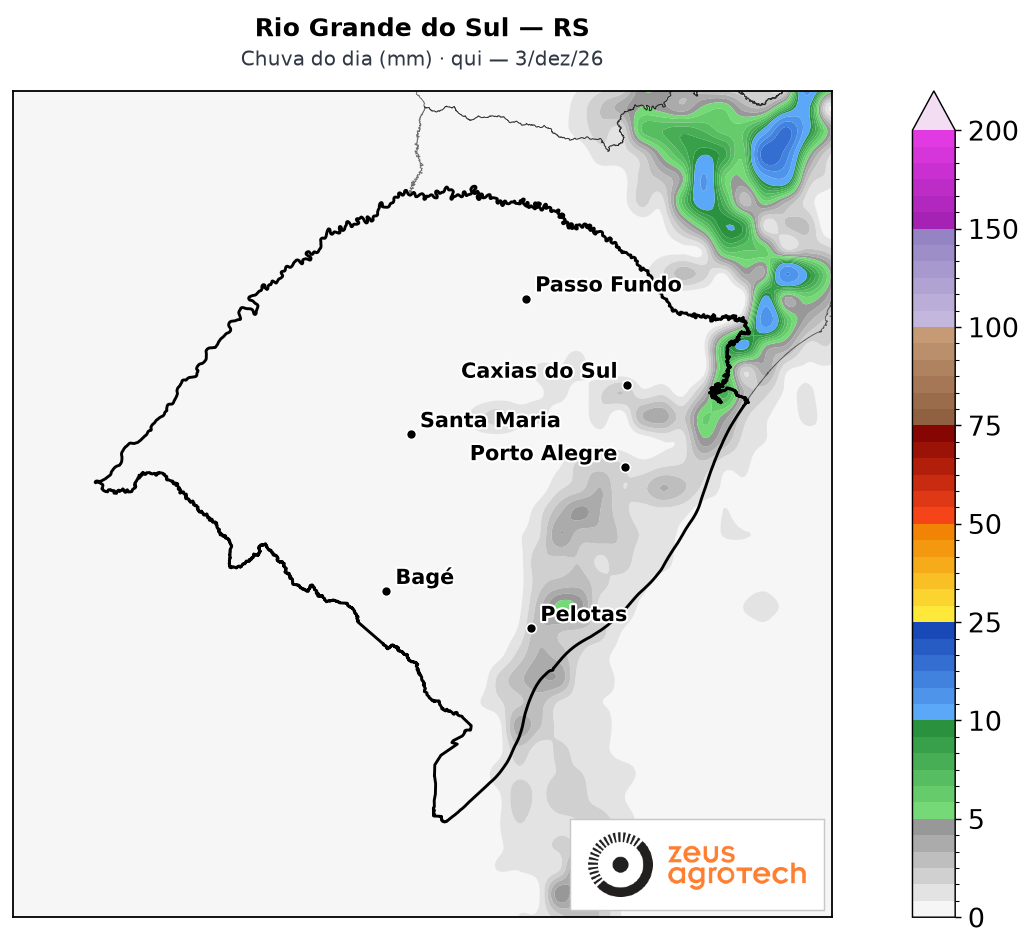 Rio Grande do Sul — RS
Chuva do dia (mm) · qui — 3/dez/26
Passo Fundo
Caxias do Sul
Santa Maria
Porto Alegre
Bagé
Pelotas
200
150
100
75
50
25
10
5
0
zeus
agrotech